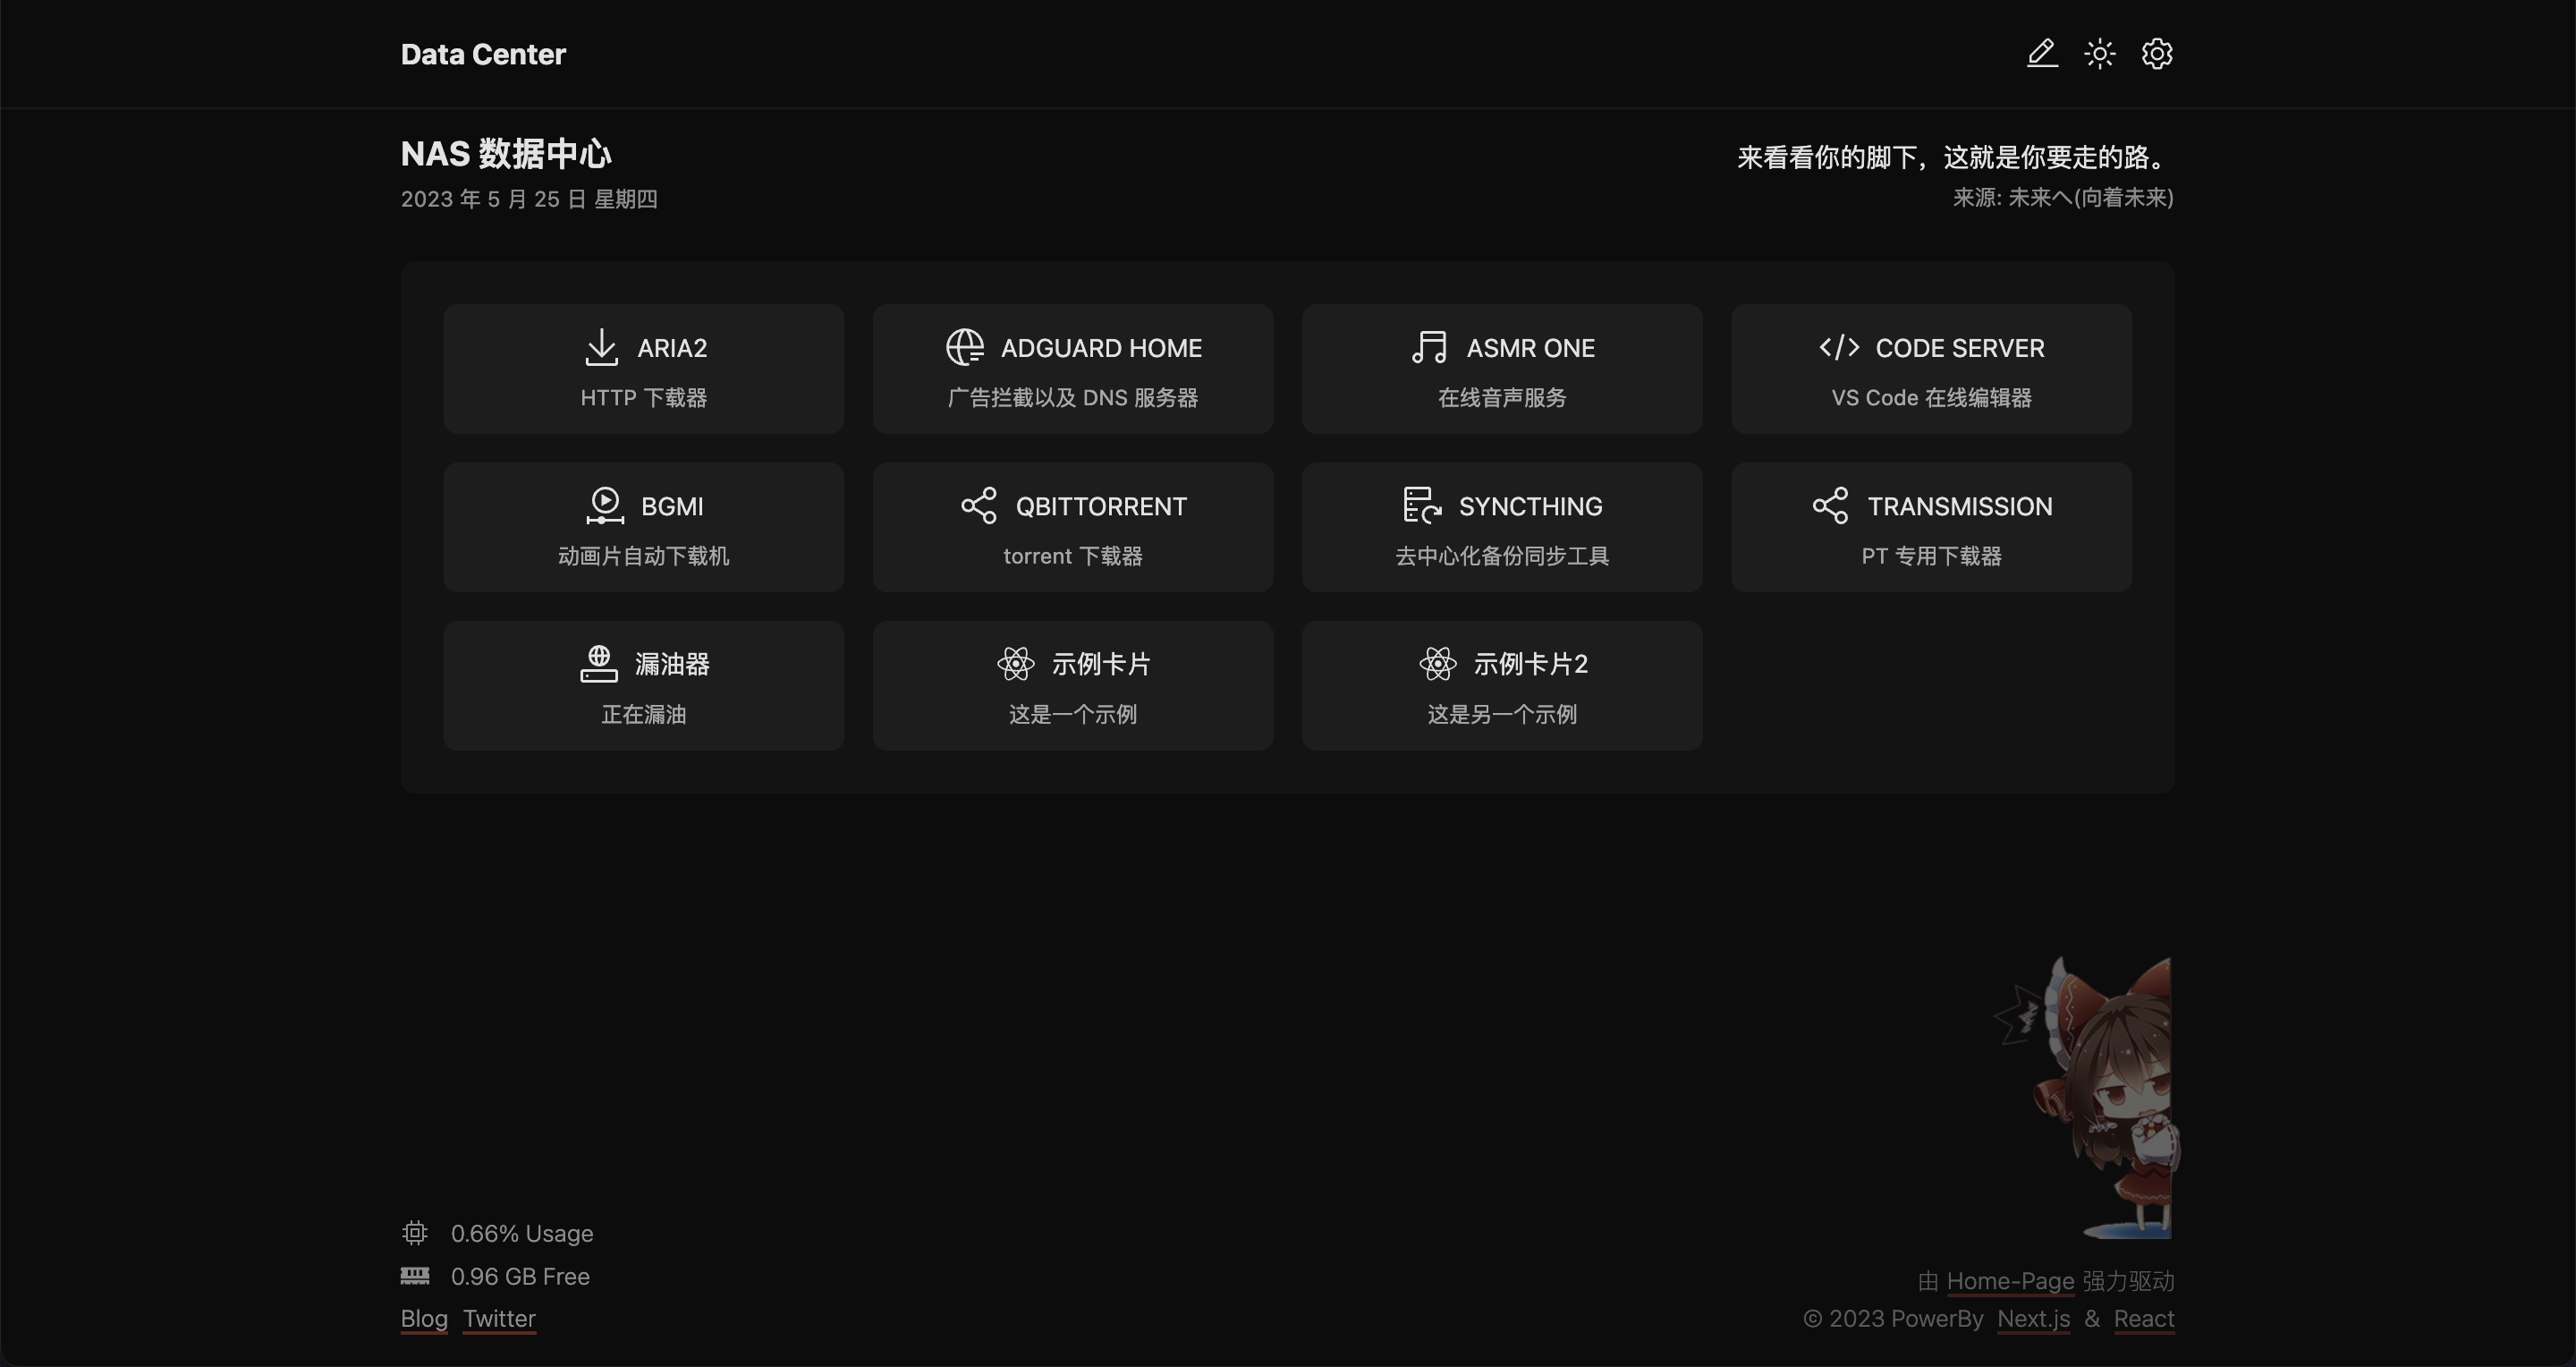 Data Center
NAS 数据中心
2023 年 5 月 25 日 星期四
来看看你的脚下，这就是你要走的路。
来源: 未来へ(向着未来)
ARIA2
HTTP 下载器
ADGUARD HOME
广告拦截以及 DNS 服务器
ASMR ONE
在线音声服务
CODE SERVER
VS Code 在线编辑器
BGMI
动画片自动下载机
QBITTORRENT
torrent 下载器
SYNCTHING
去中心化备份同步工具
TRANSMISSION
PT 专用下载器
漏油器
正在漏油
示例卡片
这是一个示例
示例卡片2
这是另一个示例
0.66% Usage
0.96 GB Free
Blog Twitter
由 Home-Page 强力驱动
© 2023 PowerBy Next.js & React